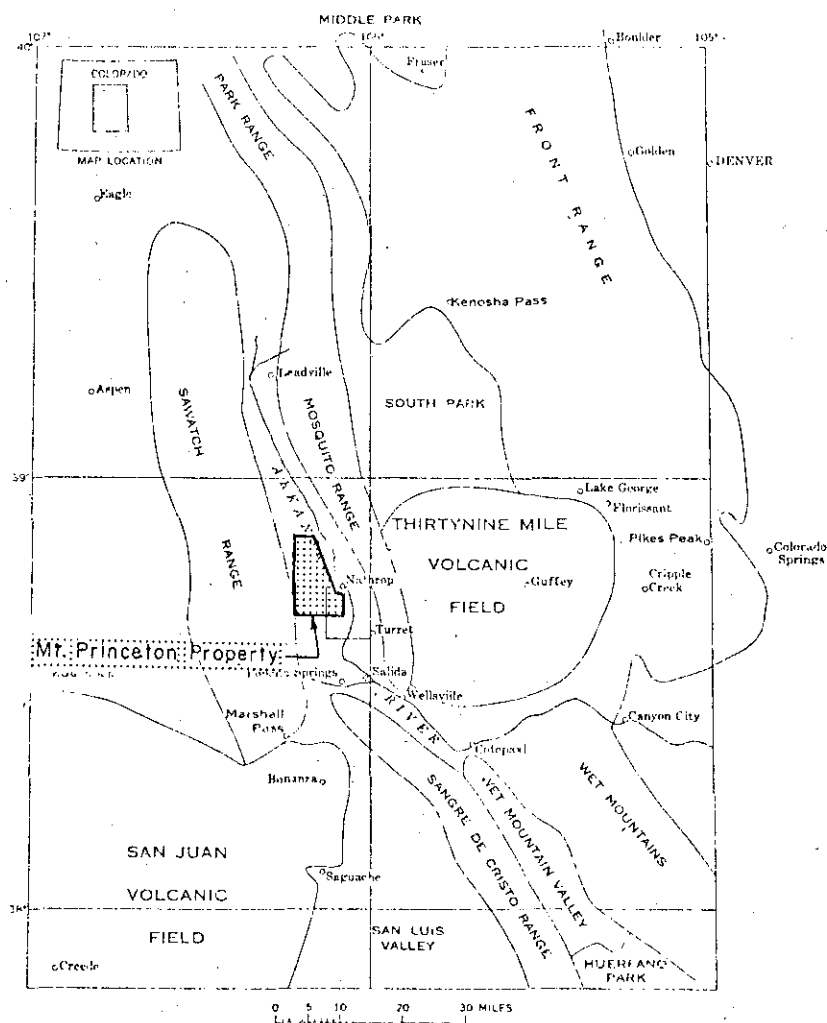 MIDDLE PARK
40°
107°
106°
105°
Boulder
Fraser
COLORADO
MAP LOCATION
PARK RANGE
FRONT RANGE
Golden
DENVER
Eagle
Kenosha Pass
Leadville
Aspen
SAWATCH
RANGE
MOSQUITO RANGE
SOUTH PARK
39°
ARKAN
Lake George
Florissant
THIRTYNINE MILE
VOLCANIC
FIELD
Pikes Peak
Colorado
Springs
Guffey
Cripple
Creek
Nathrop
Turret
Mt. Princeton Property
Springs
Salida
Wellsville
RIVER
Marshall
Pass
Canyon City
Cotopaxi
Bonanza
WET MOUNTAINS
WET MOUNTAIN VALLEY
SANGRE DE CRISTO RANGE
SAN JUAN
VOLCANIC
FIELD
Saguache
38°
SAN LUIS
VALLEY
Creede
HUERFANO
PARK
0 5 10 20 30 MILES